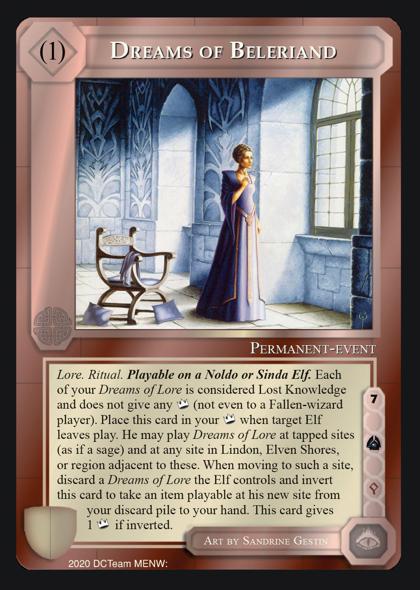 (1)
DREAMS OF BELERIAND
PERMANENT-EVENT
Lore. Ritual. Playable on a Noldo or Sinda Elf. Each
of your Dreams of Lore is considered Lost Knowledge
and does not give any (not even to a Fallen-wizard
player). Place this card in your when target Elf
leaves play. He may play Dreams of Lore at tapped sites
(as if a sage) and at any site in Lindon, Elven Shores,
or region adjacent to these. When moving to such a site,
discard a Dreams of Lore the Elf controls and invert
this card to take an item playable at his new site from
your discard pile to your hand. This card gives
1 if inverted.
7
ART BY SANDRINE GESTIN
2020 DCTeam MENW: